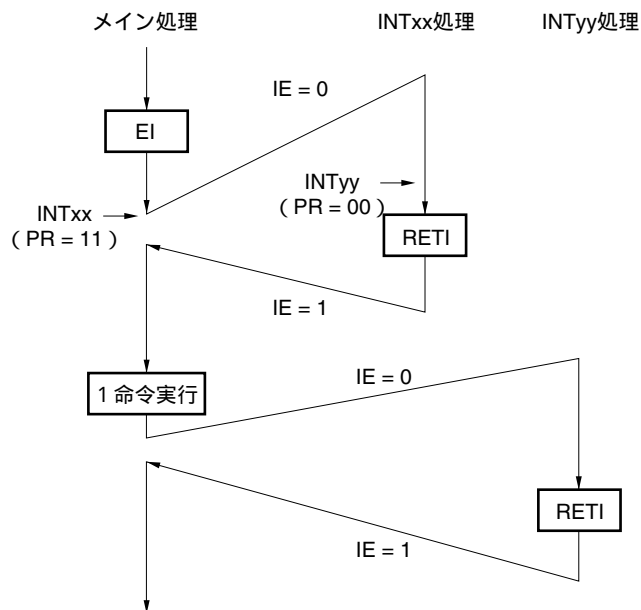 メイン処理
INTxx処理
INTyy処理
IE = 0
EI
INTyy
( PR = 00 )
INTxx
( PR = 11 )
RETI
IE = 1
IE = 0
1 命令実行
RETI
IE = 1